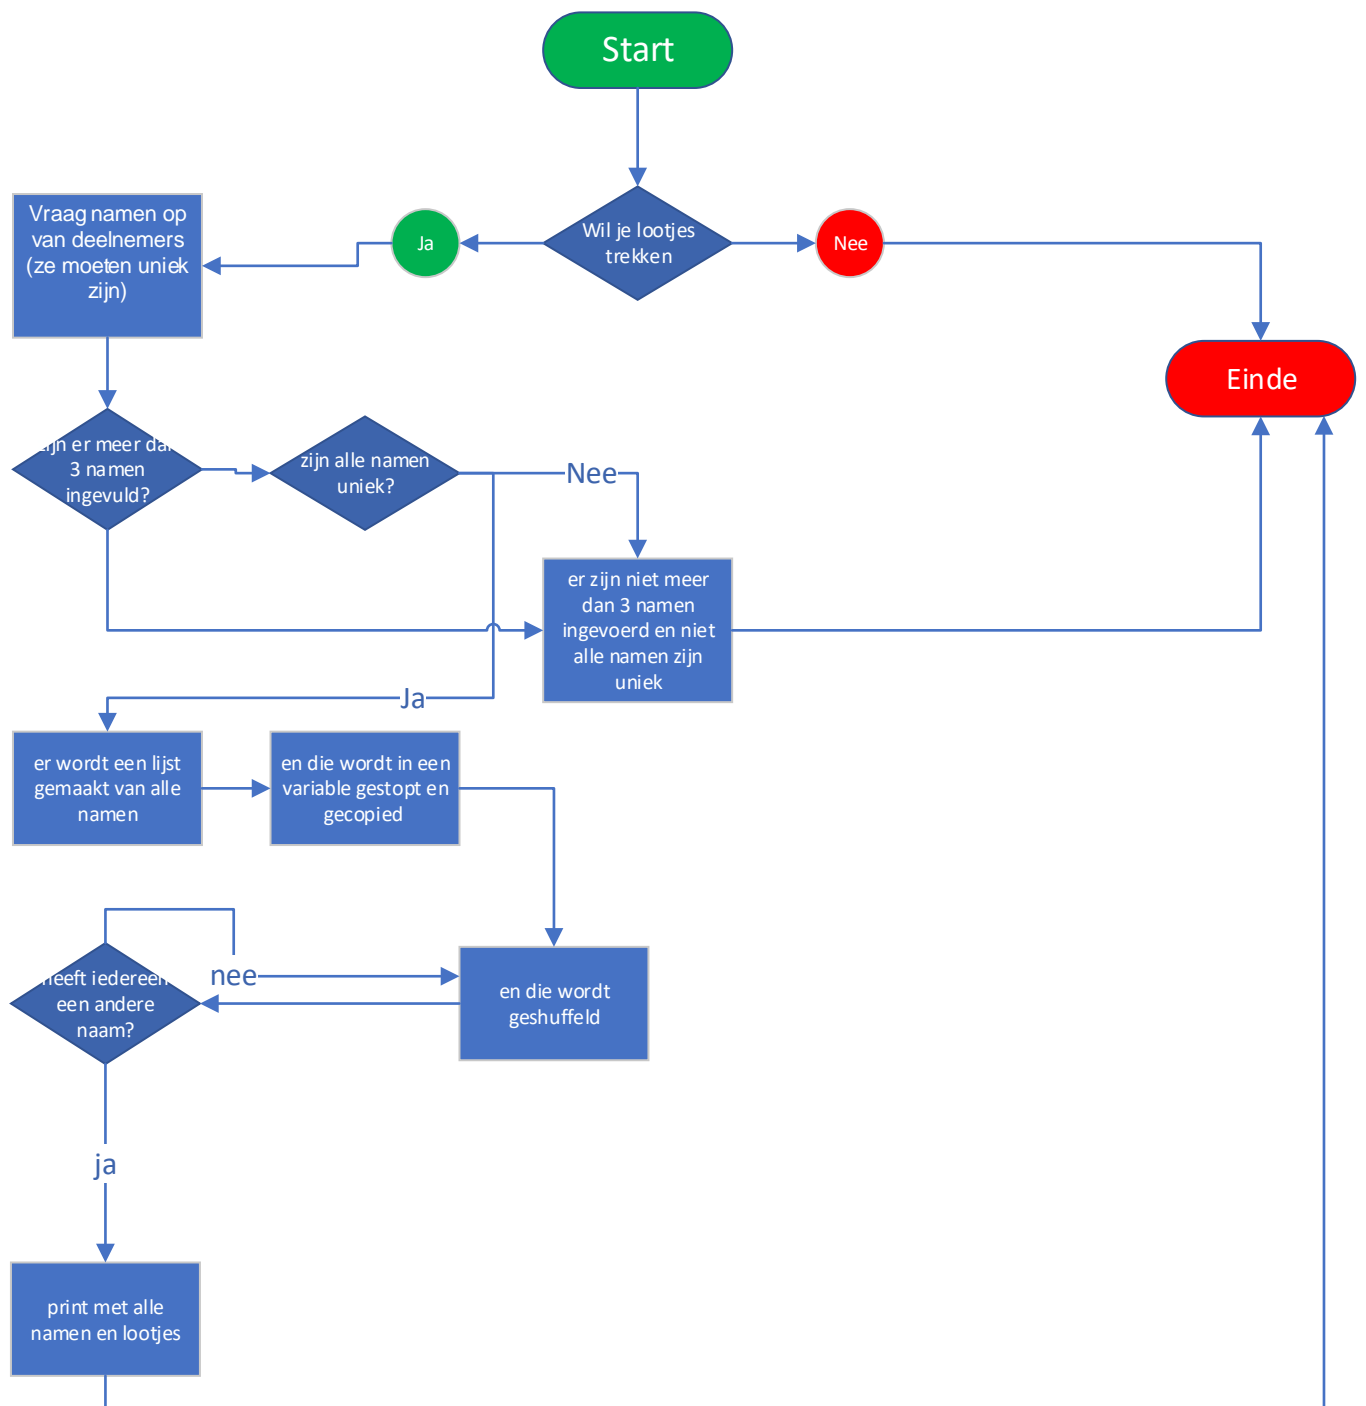 Start
Wil je lootjes
trekken
Ja
Nee
Vraag namen op
van deelnemers
(ze moeten uniek
zijn)
Einde
zijn er meer dan
3 namen
ingevuld?
zijn alle namen
uniek?
Nee
er zijn niet meer
dan 3 namen
ingevoerd en niet
alle namen zijn
uniek
Ja
er wordt een lijst
gemaakt van alle
namen
en die wordt in een
variable gestopt en
gecopied
heeft iedereen
een andere
naam?
nee
en die wordt
geshuffeld
ja
print met alle
namen en lootjes